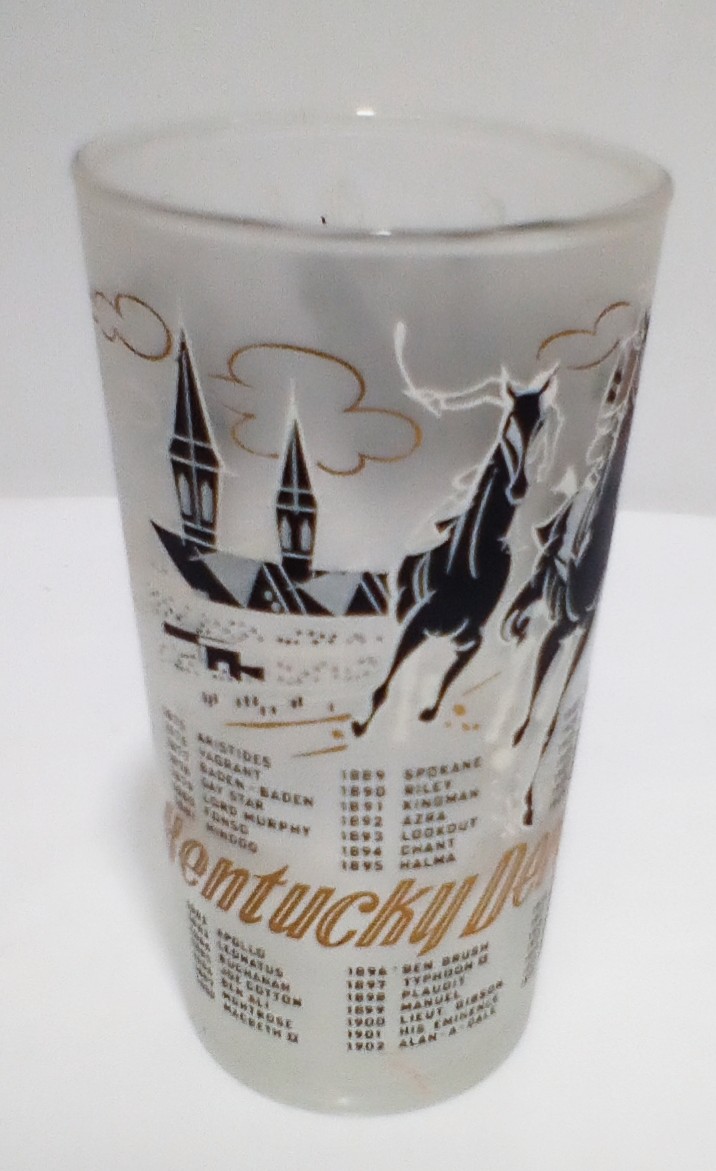 ARISTIDES
VAGRANT
BADEN-BADEN
DAY STAR
LORD MURPHY
FONSO
HINDOO
1889 SPOKANE
1890 RILEY
1891 KINGMAN
1892 AZRA
1893 LOOKOUT
1894 CHANT
1895 HALMA
Kentucky De
APOLLO
LEONATUS
BUCHANAN
JOE COTTON
BEN ALI
MONTROSE
MACBETH II
1896 BEN BRUSH
1897 TYPHOON II
1898 PLAUDIT
1899 MANUEL
1900 LIEUT GIBSON
1901 HIS EMINENCE
1902 ALAN-A-DALE